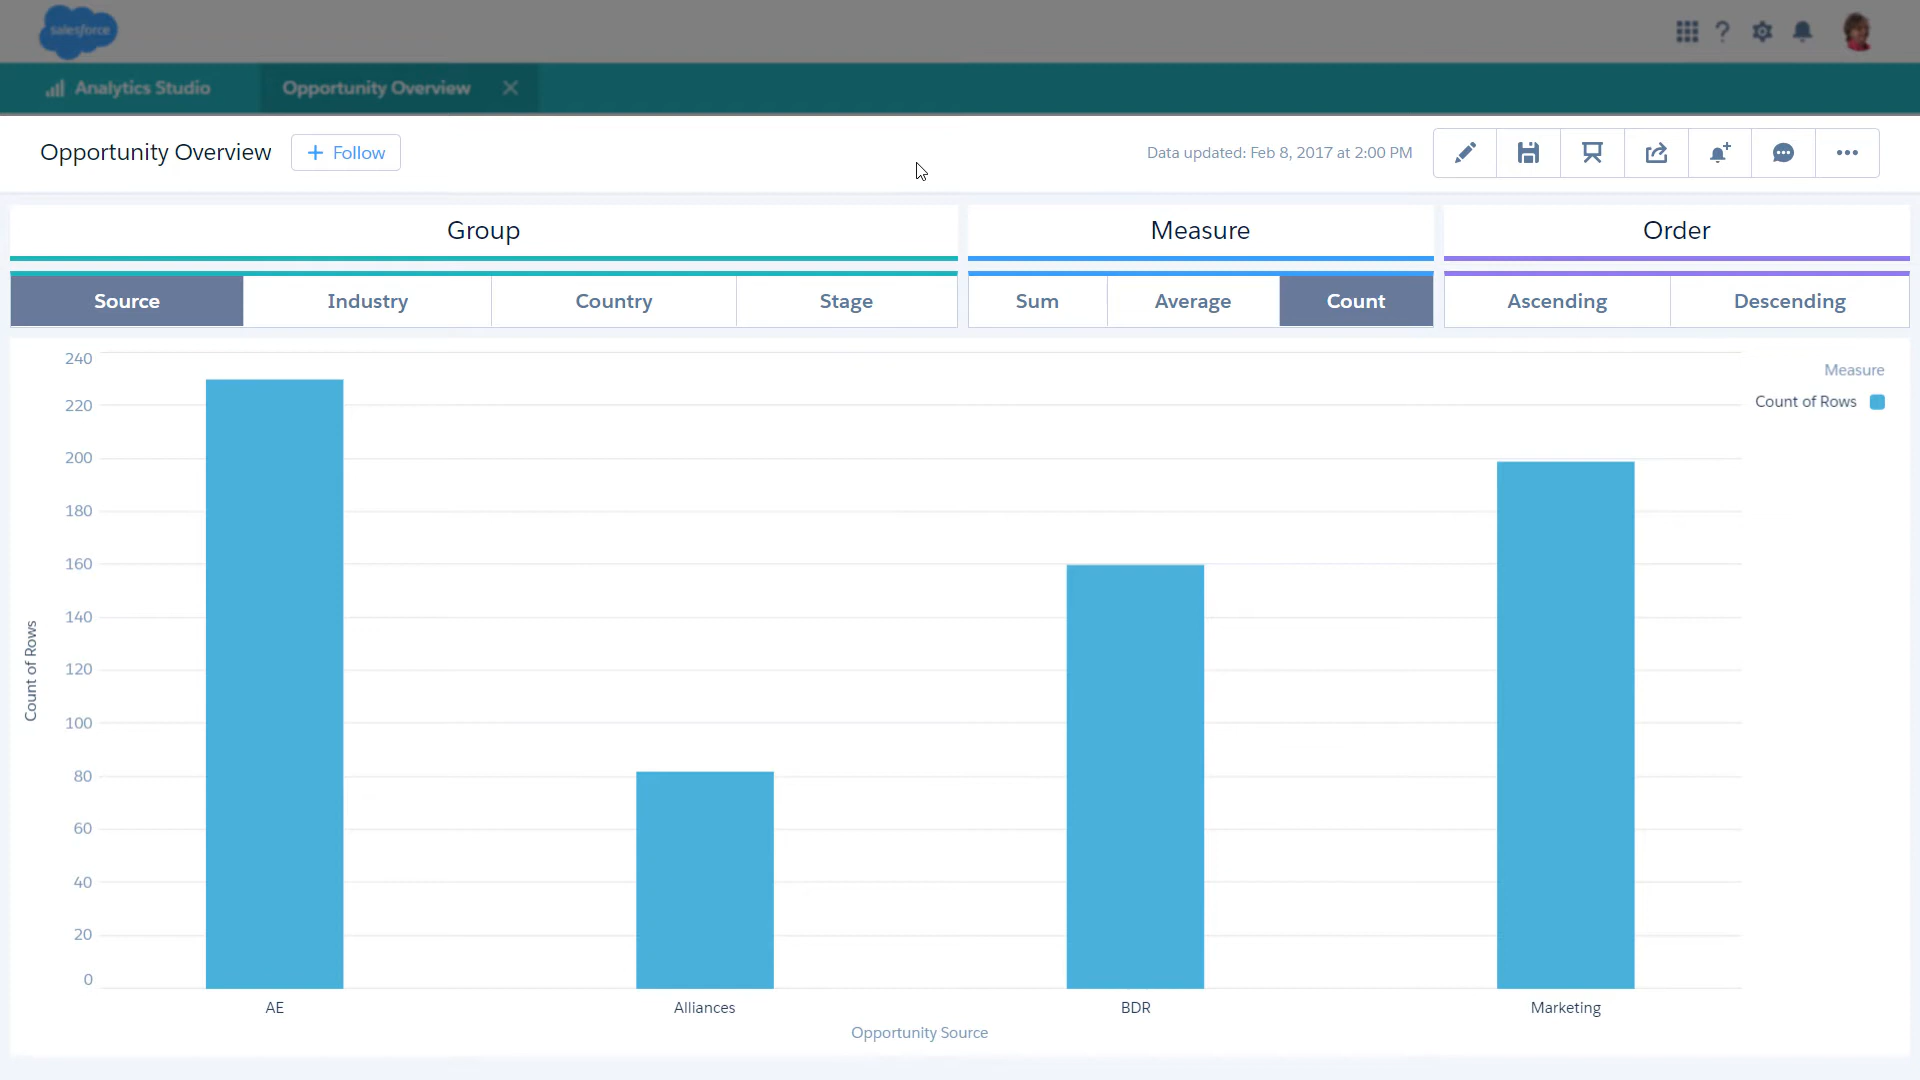 salesforce
?
Analytics Studio
Opportunity Overview
Opportunity Overview
+ Follow
Data updated: Feb 8, 2017 at 2:00 PM
Group
Measure
Order
Source
Industry
Country
Stage
Sum
Average
Count
Ascending
Descending
240
220
200
180
160
140
120
100
80
60
40
20
0
Count of Rows
Measure
Count of Rows
AE
Alliances
BDR
Marketing
Opportunity Source